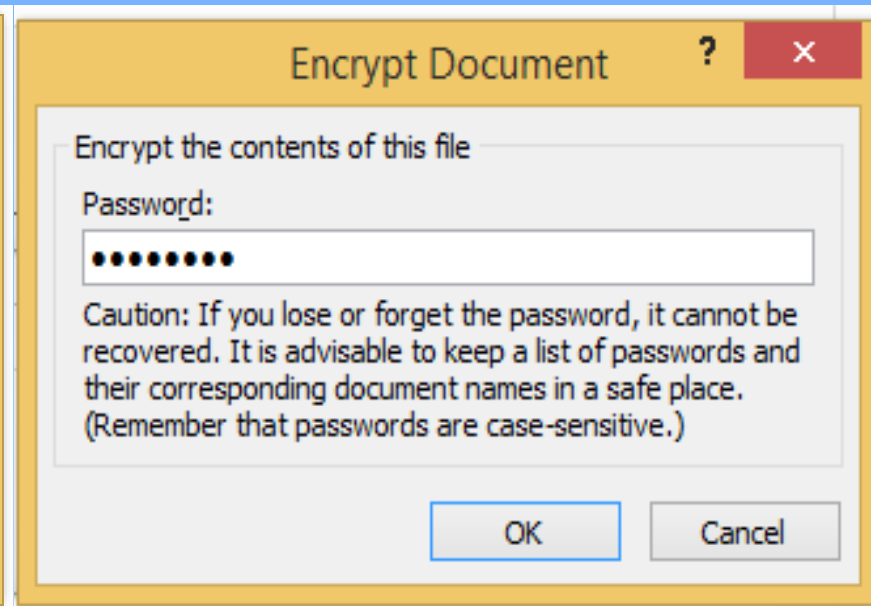 Encrypt Document ? ×
Encrypt the contents of this file
Password:
••••••••
Caution: If you lose or forget the password, it cannot be
recovered. It is advisable to keep a list of passwords and
their corresponding document names in a safe place.
(Remember that passwords are case-sensitive.)
OK Cancel